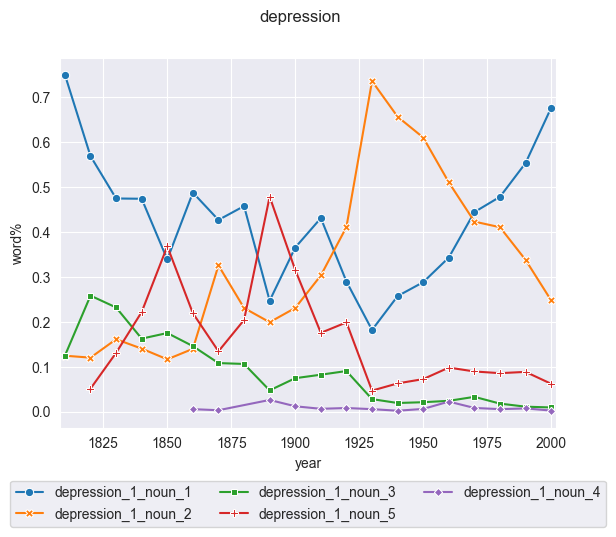 depression
0.7
0.6
0.5
0.4
0.3
0.2
0.1
0.0
word%
1825 1850 1875 1900 1925 1950 1975 2000
year
depression_1_noun_1 depression_1_noun_3 depression_1_noun_4
depression_1_noun_2 depression_1_noun_5